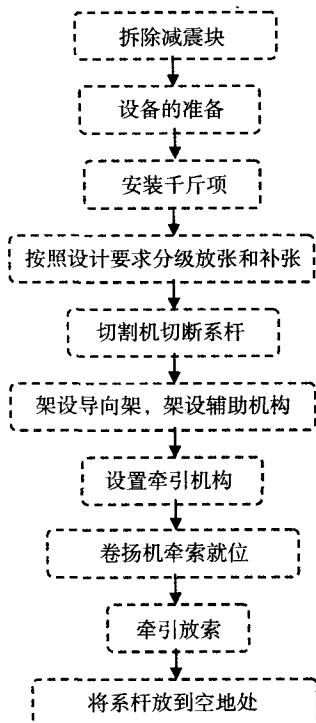 拆除减震块
设备的准备
安装千斤项
按照设计要求分级放张和补张
切割机切断系杆
架设导向架，架设辅助机构
设置牵引机构
卷扬机牵索就位
牵引放索
将系杆放到空地处